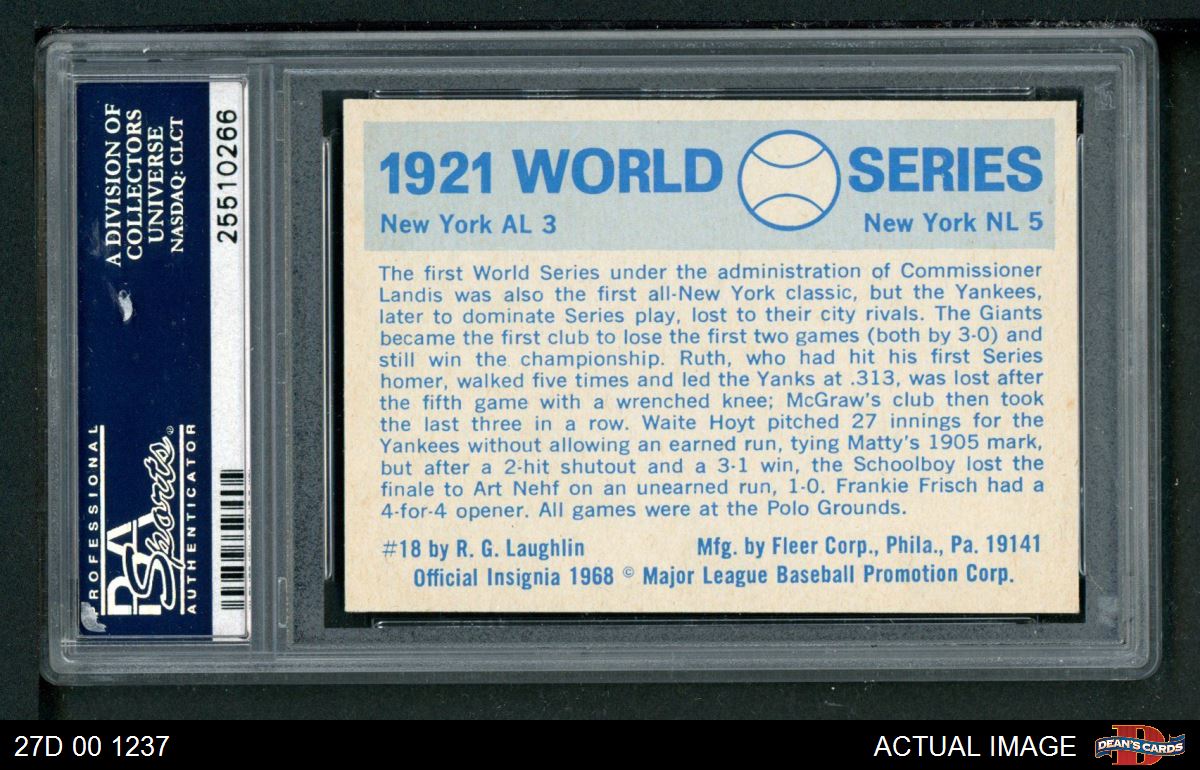 A DIVISION OF
COLLECTORS
UNIVERSE
NASDAQ: CLCT
25510266
PROFESSIONAL
PSA
Sports®
AUTHENTICATOR
1921 WORLD SERIES
New York AL 3 New York NL 5
The first World Series under the administration of Commissioner
Landis was also the first all-New York classic, but the Yankees,
later to dominate Series play, lost to their city rivals. The Giants
became the first club to lose the first two games (both by 3-0) and
still win the championship. Ruth, who had hit his first Series
homer, walked five times and led the Yanks at .313, was lost after
the fifth game with a wrenched knee; McGraw's club then took
the last three in a row. Waite Hoyt pitched 27 innings for the
Yankees without allowing an earned run, tying Matty's 1905 mark,
but after a 2-hit shutout and a 3-1 win, the Schoolboy lost the
finale to Art Nehf on an unearned run, 1-0. Frankie Frisch had a
4-for-4 opener. All games were at the Polo Grounds.
#18 by R. G. Laughlin Mfg. by Fleer Corp., Phila., Pa. 19141
Official Insignia 1968 © Major League Baseball Promotion Corp.
27D 00 1237 ACTUAL IMAGE DEAN'S CARDS